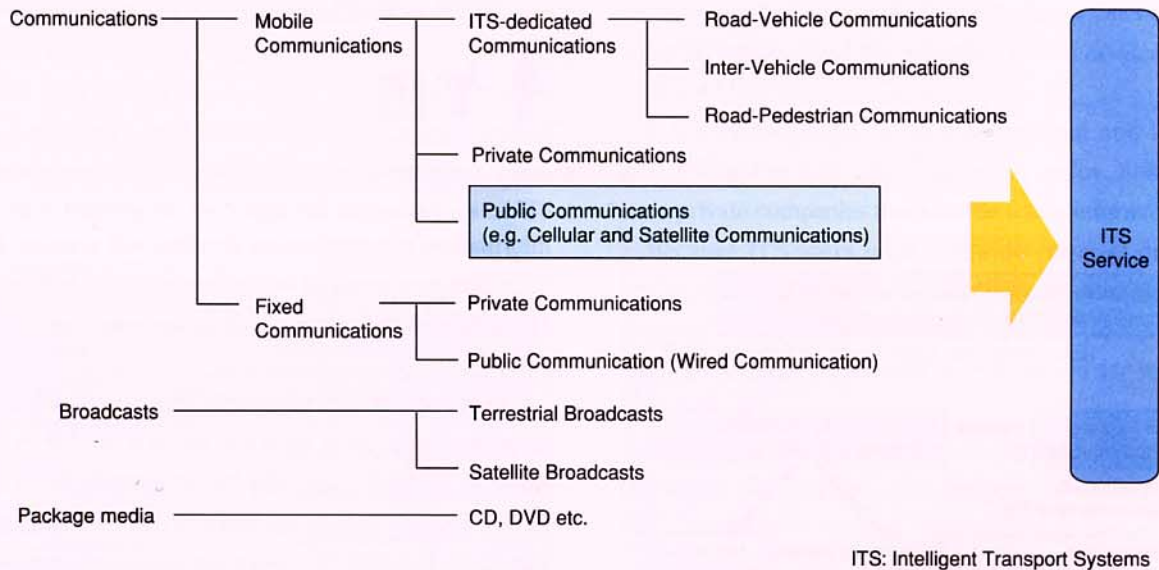 Communications
Mobile
Communications
ITS-dedicated
Communications
Road-Vehicle Communications
Inter-Vehicle Communications
Road-Pedestrian Communications
Private Communications
Public Communications
(e.g. Cellular and Satellite Communications)
Fixed
Communications
Private Communications
Public Communication (Wired Communication)
Broadcasts
Terrestrial Broadcasts
Satellite Broadcasts
Package media
CD, DVD etc.
ITS
Service
ITS: Intelligent Transport Systems